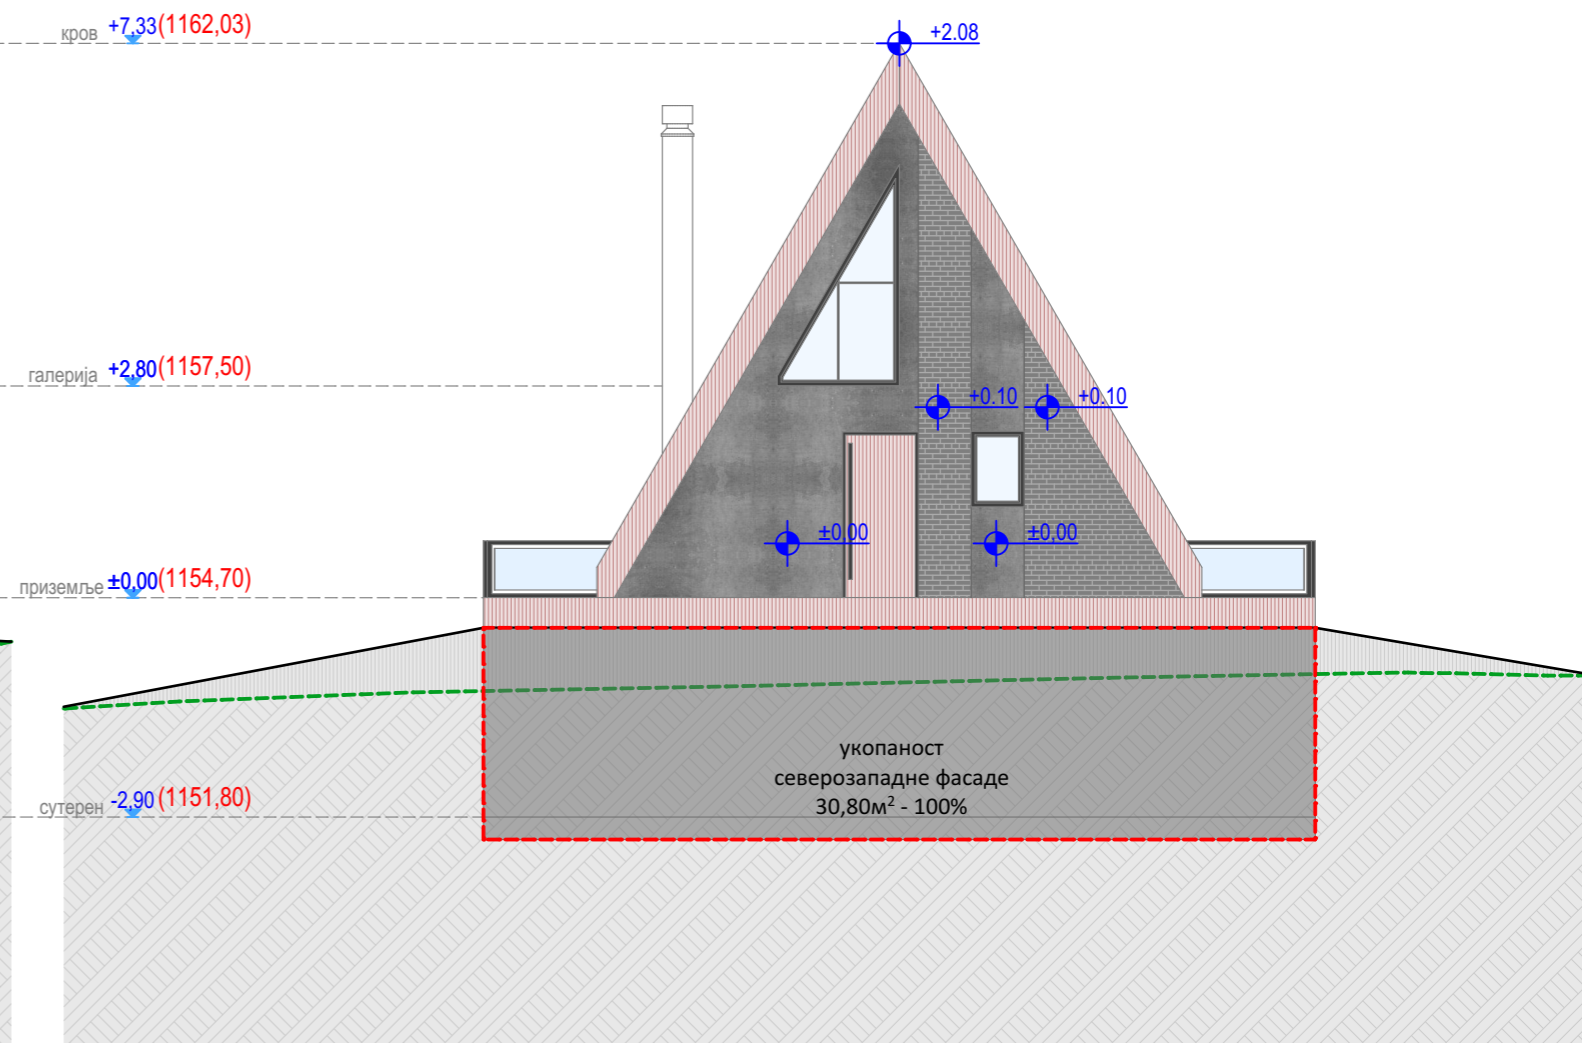 кров +7,33(1162,03)
+2.08
галерија +2,80(1157,50)
+0.10
+0.10
±0,00
±0,00
приземље ±0,00(1154,70)
укопаност
северозападне фасаде
30,80м² - 100%
сутерен -2,90(1151,80)